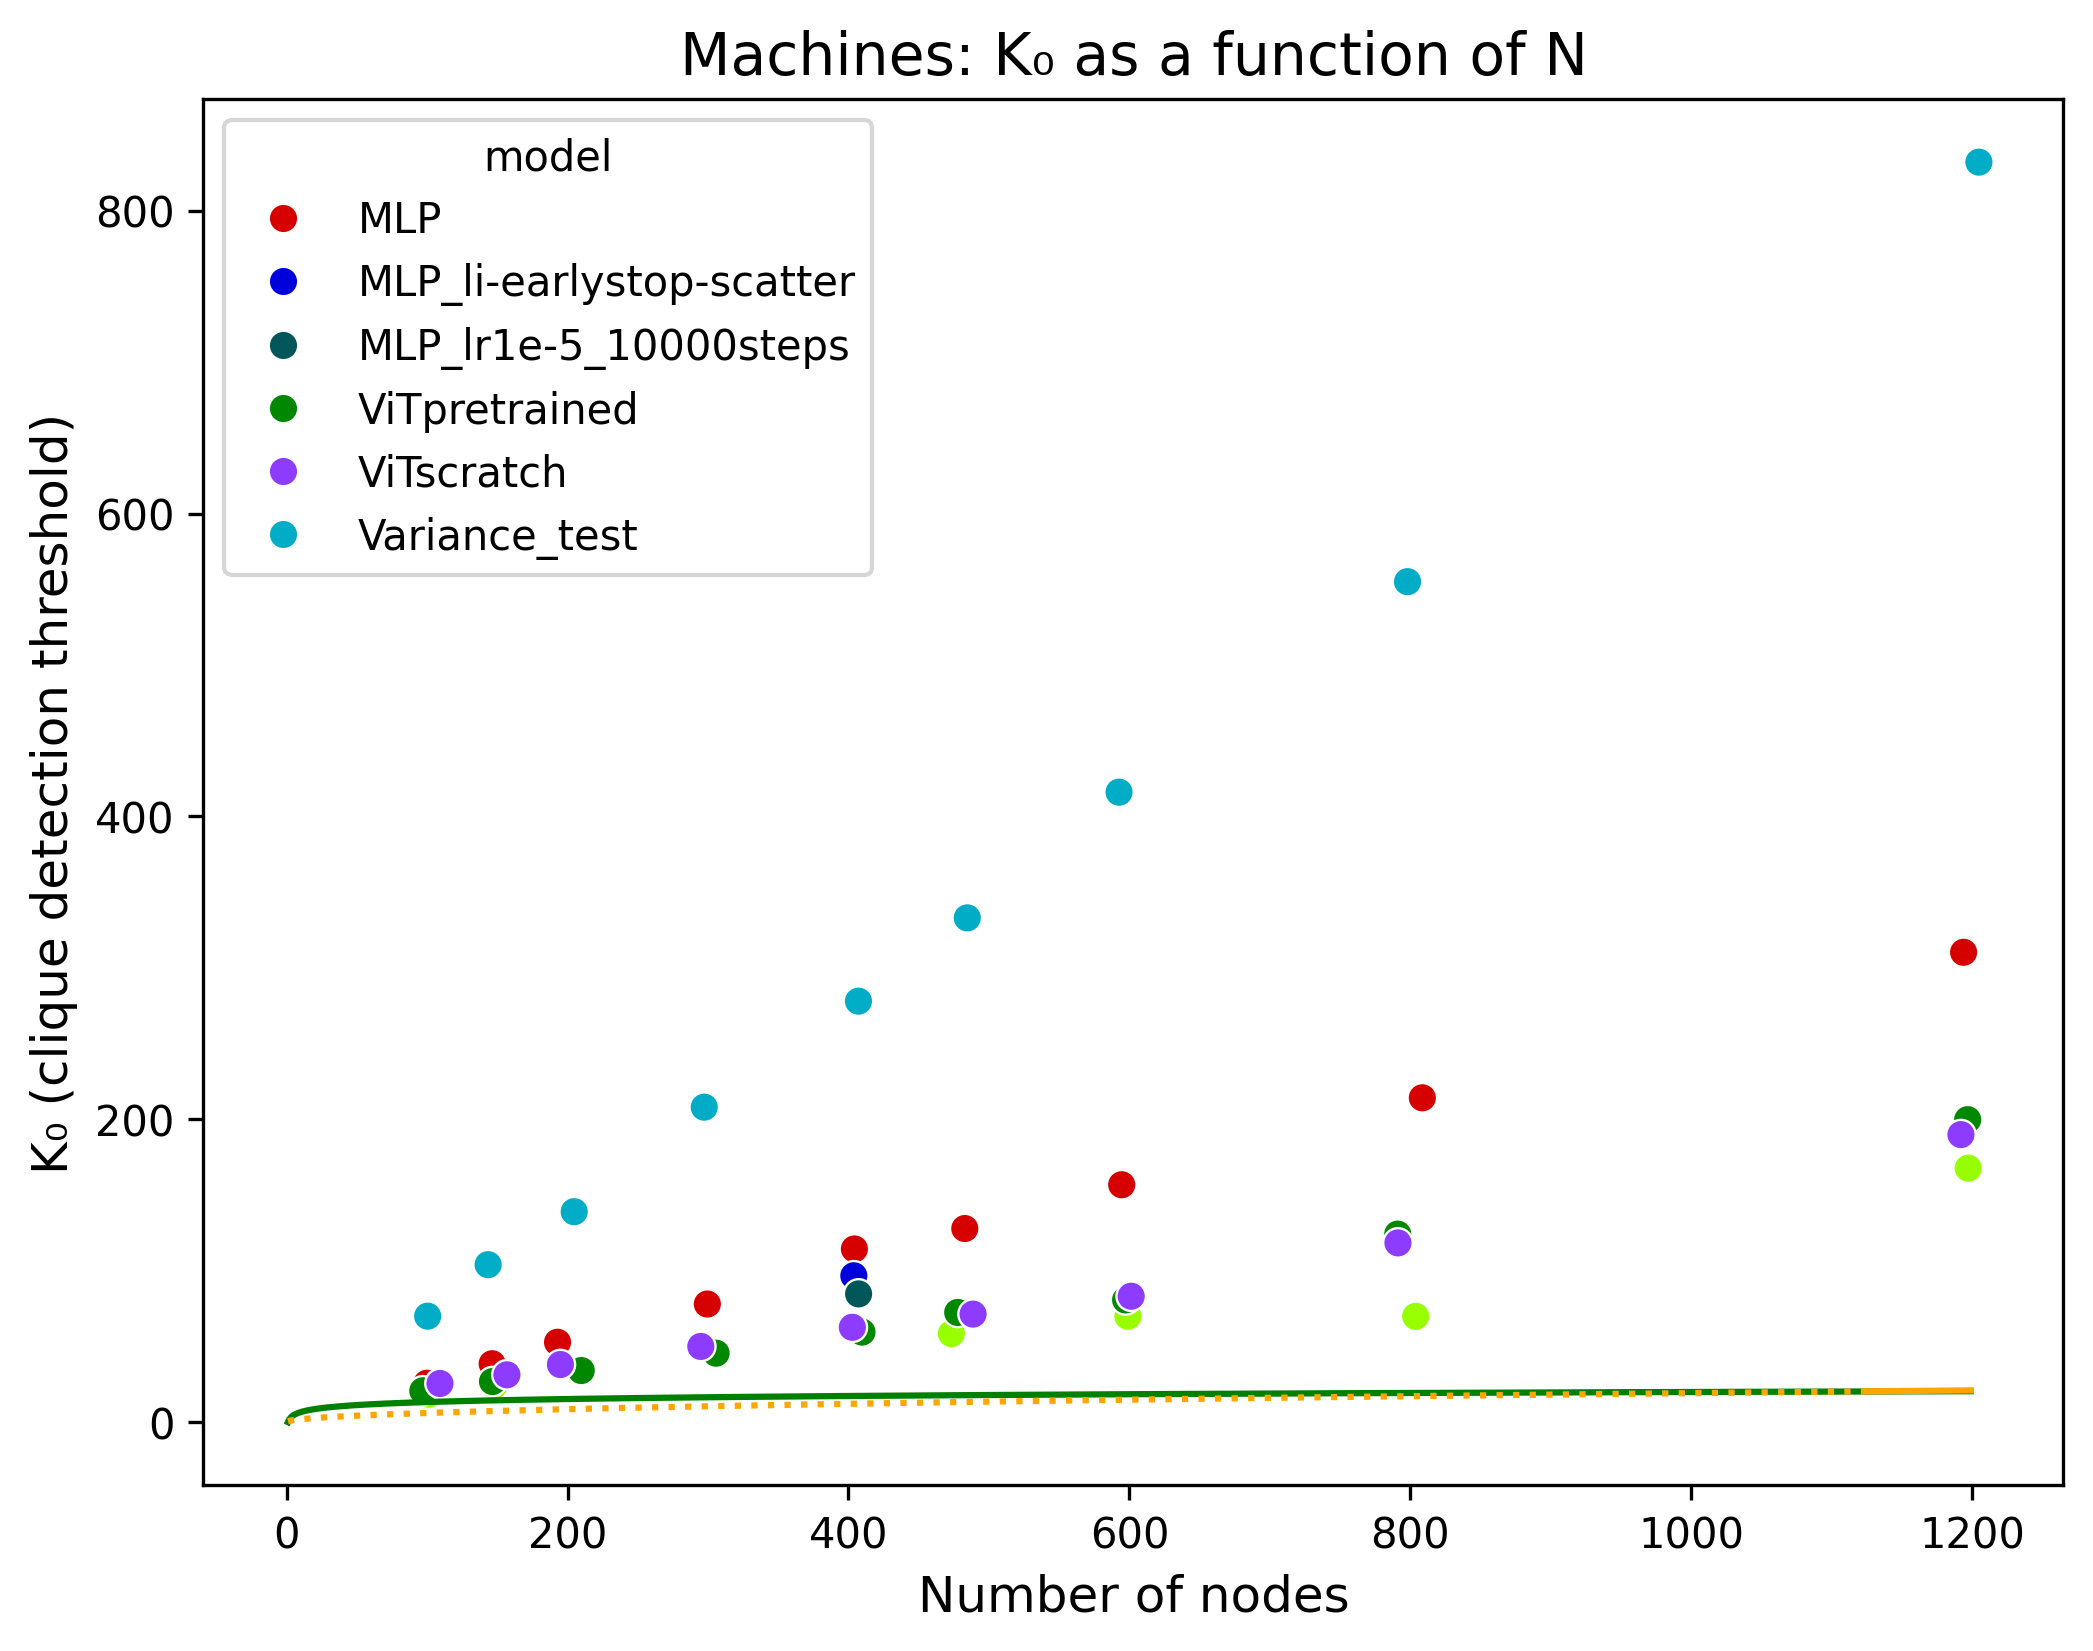 Machines: K₀ as a function of N
model
MLP
MLP_li-earlystop-scatter
MLP_lr1e-5_10000steps
ViTpretrained
ViTscratch
Variance_test
K₀ (clique detection threshold)
800
600
400
200
0
0 200 400 600 800 1000 1200
Number of nodes